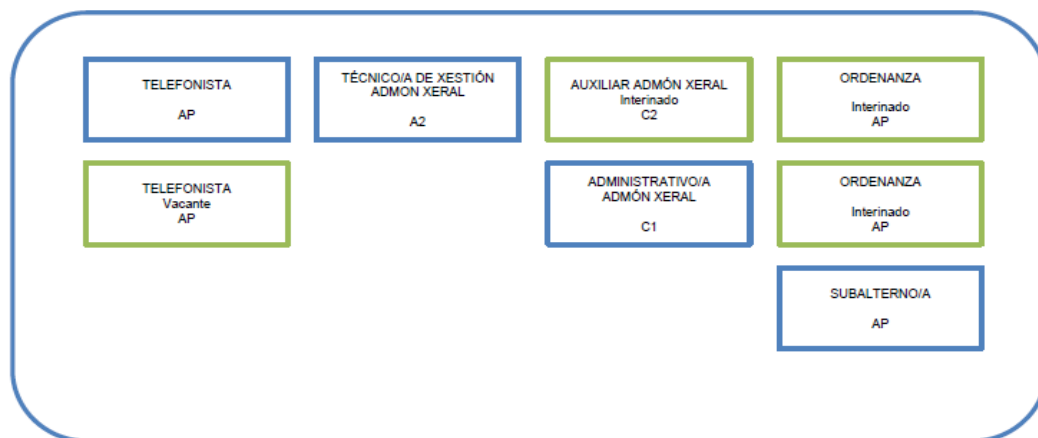 TELEFONISTA
AP
TÉCNICO/A DE XESTIÓN
ADMON XERAL
A2
AUXILIAR ADMÓN XERAL
Interinado
C2
ORDENANZA
Interinado
AP
TELEFONISTA
Vacante
AP
ADMINISTRATIVO/A
ADMÓN XERAL
C1
ORDENANZA
Interinado
AP
SUBALTERNO/A
AP